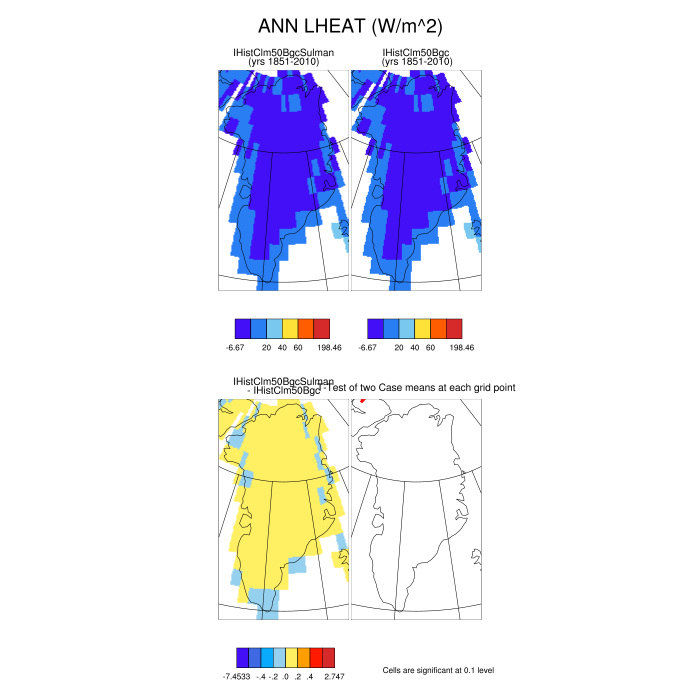 ANN LHEAT (W/m^2)
IHistClm50BgcSulman
(yrs 1851-2010)
IHistClm50Bgc
(yrs 1851-2010)
-6.67 20 40 60 198.46
-6.67 20 40 60 198.46
IHistClm50BgcSulman
- IHistClm50Bgc
T-Test of two Case means at each grid point
-7.4533 -.4 -.2 .0 .2 .4 2.747
Cells are significant at 0.1 level